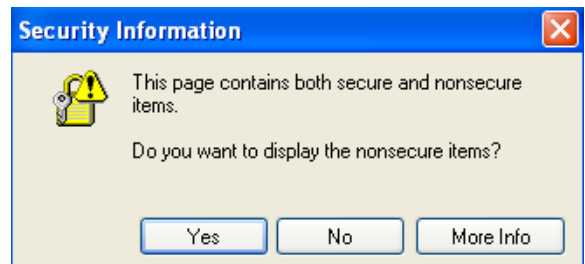 Security Information
This page contains both secure and nonsecure
items.
Do you want to display the nonsecure items?
Yes No More Info